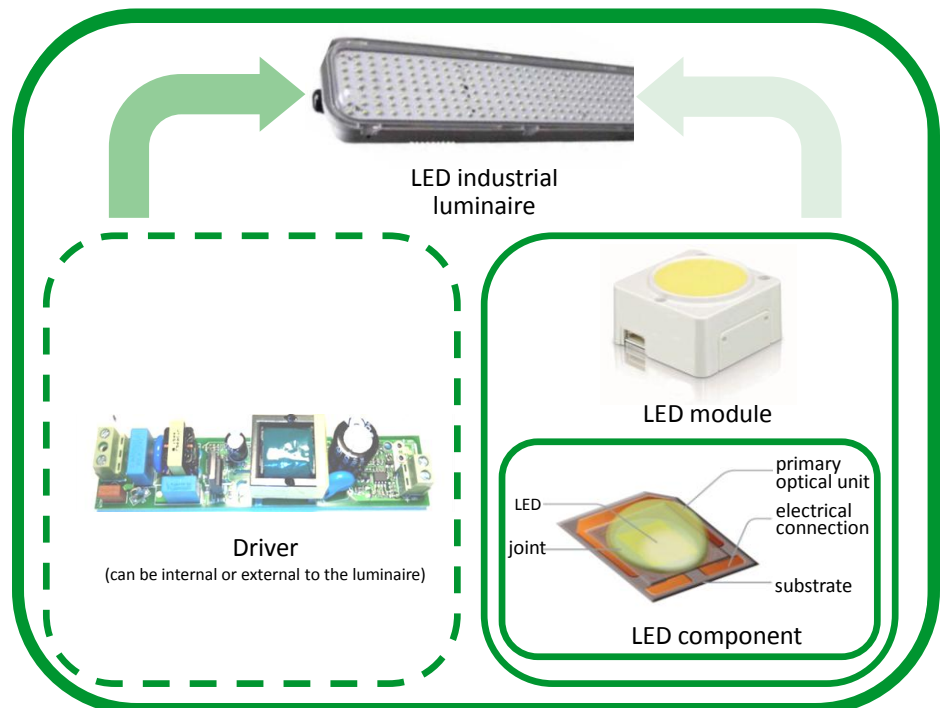 LED industrial
luminaire
LED module
primary
optical unit
LED
electrical
connection
joint
substrate
LED component
Driver
(can be internal or external to the luminaire)